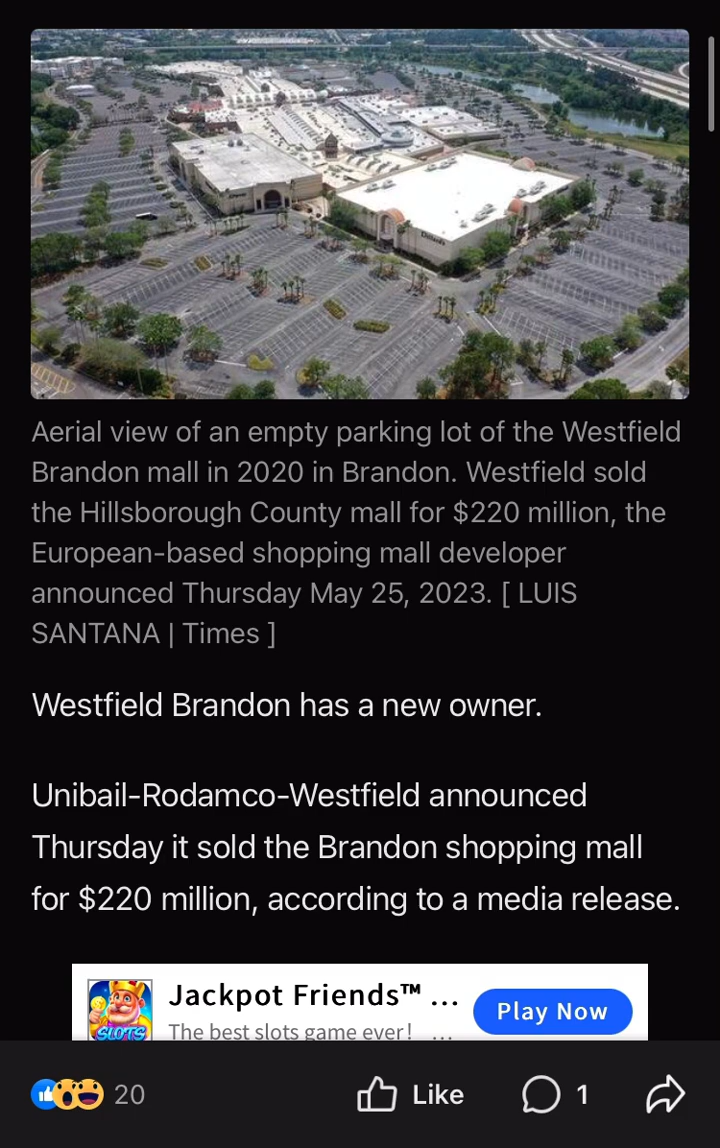 Dillard's
Aerial view of an empty parking lot of the Westfield
Brandon mall in 2020 in Brandon. Westfield sold
the Hillsborough County mall for $220 million, the
European-based shopping mall developer
announced Thursday May 25, 2023. [ LUIS
SANTANA | Times ]
Westfield Brandon has a new owner.
Unibail-Rodamco-Westfield announced
Thursday it sold the Brandon shopping mall
for $220 million, according to a media release.
SLOTS
Jackpot Friends™ ...
The best slots game ever! ...
Play Now
20
Like
1